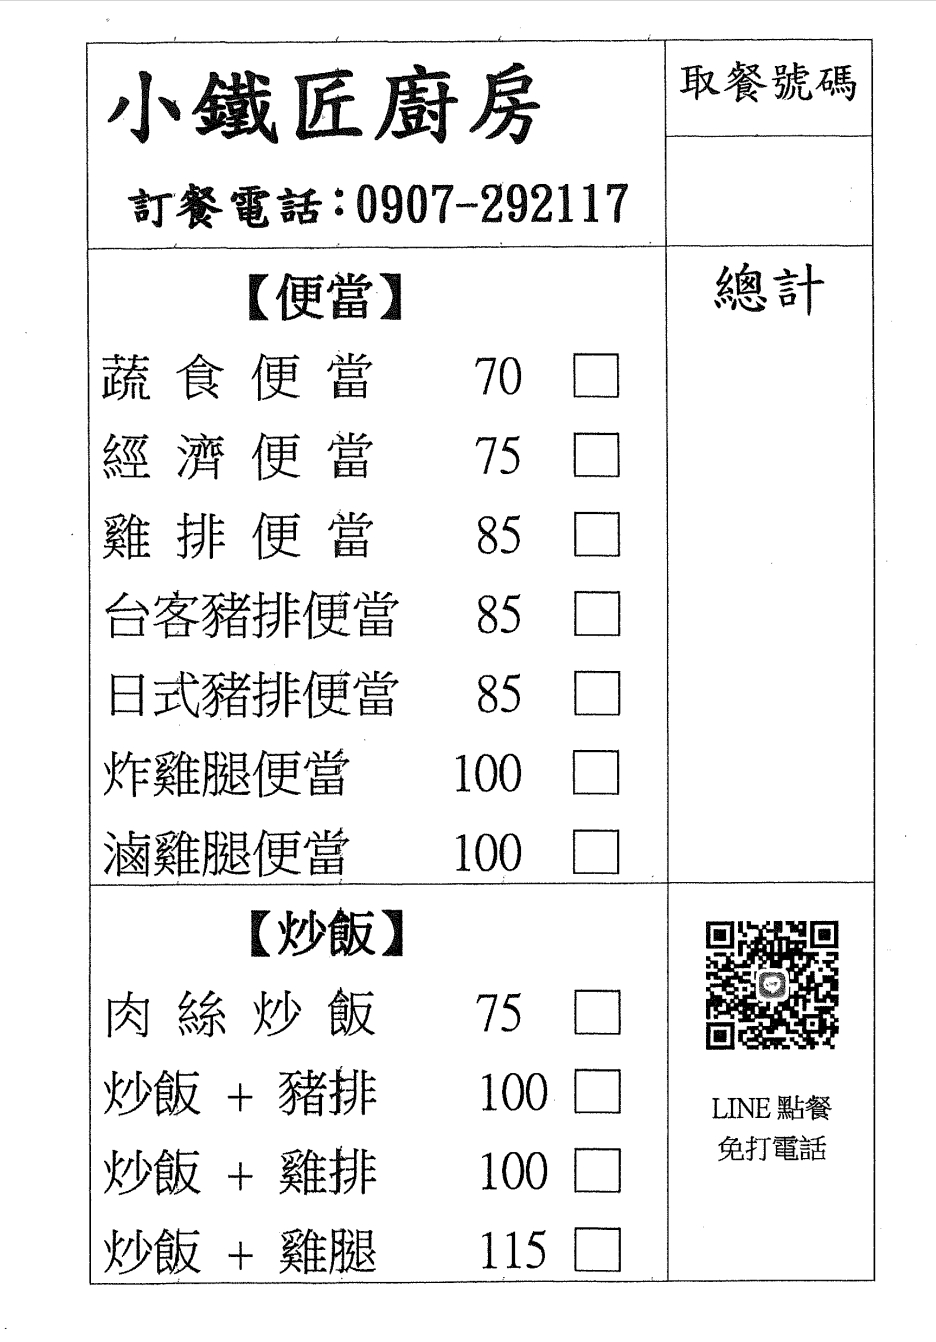 小鐵匠廚房
取餐號碼
訂餐電話：0907-292117
【便當】
總計
蔬食便當 70 □
經濟便當 75 □
雞排便當 85 □
台客豬排便當 85 □
日式豬排便當 85 □
炸雞腿便當 100 □
滷雞腿便當 100 □
【炒飯】
肉絲炒飯 75 □
炒飯 + 豬排 100 □
炒飯 + 雞排 100 □
炒飯 + 雞腿 115 □
LINE 點餐
免打電話